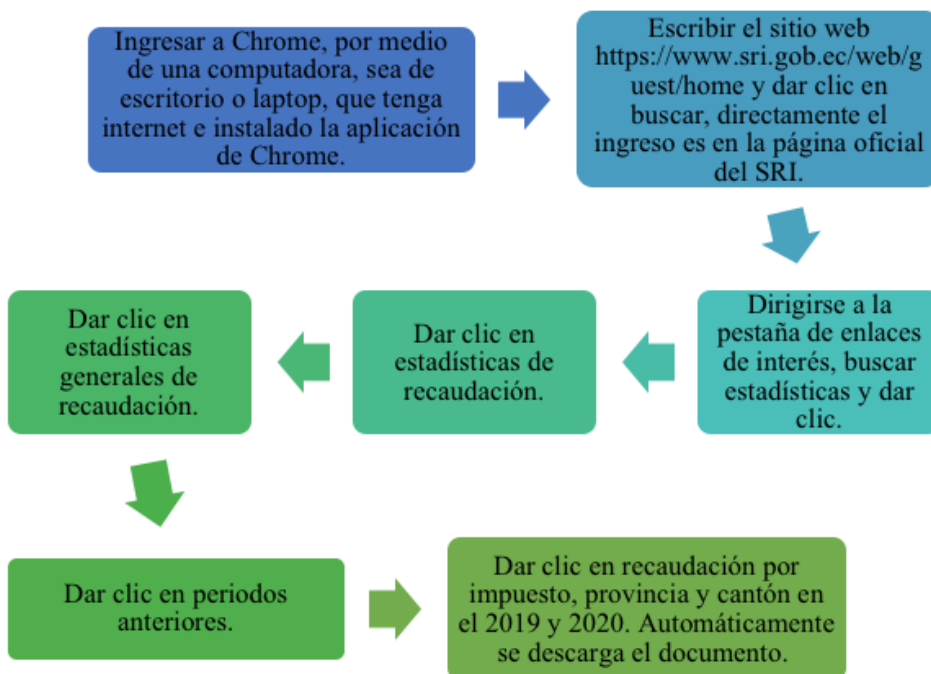 Ingresar a Chrome, por medio
de una computadora, sea de
escritorio o laptop, que tenga
internet e instalado la aplicación
de Chrome.
Escribir el sitio web
https://www.sri.gob.ec/web/g
uest/home y dar clic en
buscar, directamente el
ingreso es en la página oficial
del SRI.
Dirigirse a la
pestaña de enlaces
de interés, buscar
estadísticas y dar
clic.
Dar clic en
estadísticas de
recaudación.
Dar clic en
estadísticas
generales de
recaudación.
Dar clic en periodos
anteriores.
Dar clic en recaudación por
impuesto, provincia y cantón en
el 2019 y 2020. Automáticamente
se descarga el documento.